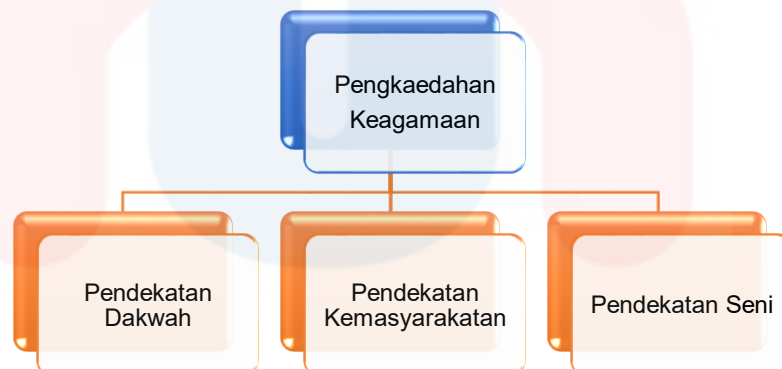 Pengkaedahan
Keagamaan
Pendekatan
Dakwah
Pendekatan
Kemasyarakatan
Pendekatan Seni